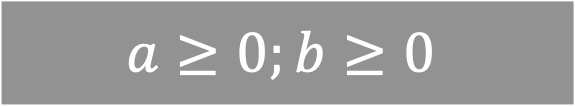 a ≥ 0; b ≥ 0